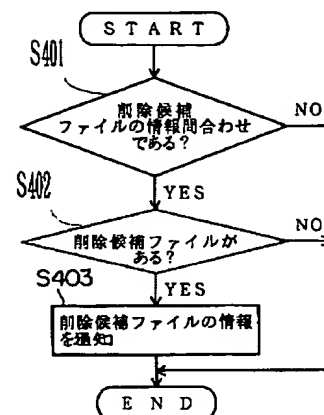 START
S401
削除候補
ファイルの情報問合わせ
である?
NO
YES
S402
削除候補ファイルが
ある?
NO
YES
S403
削除候補ファイルの情報
を通知
END